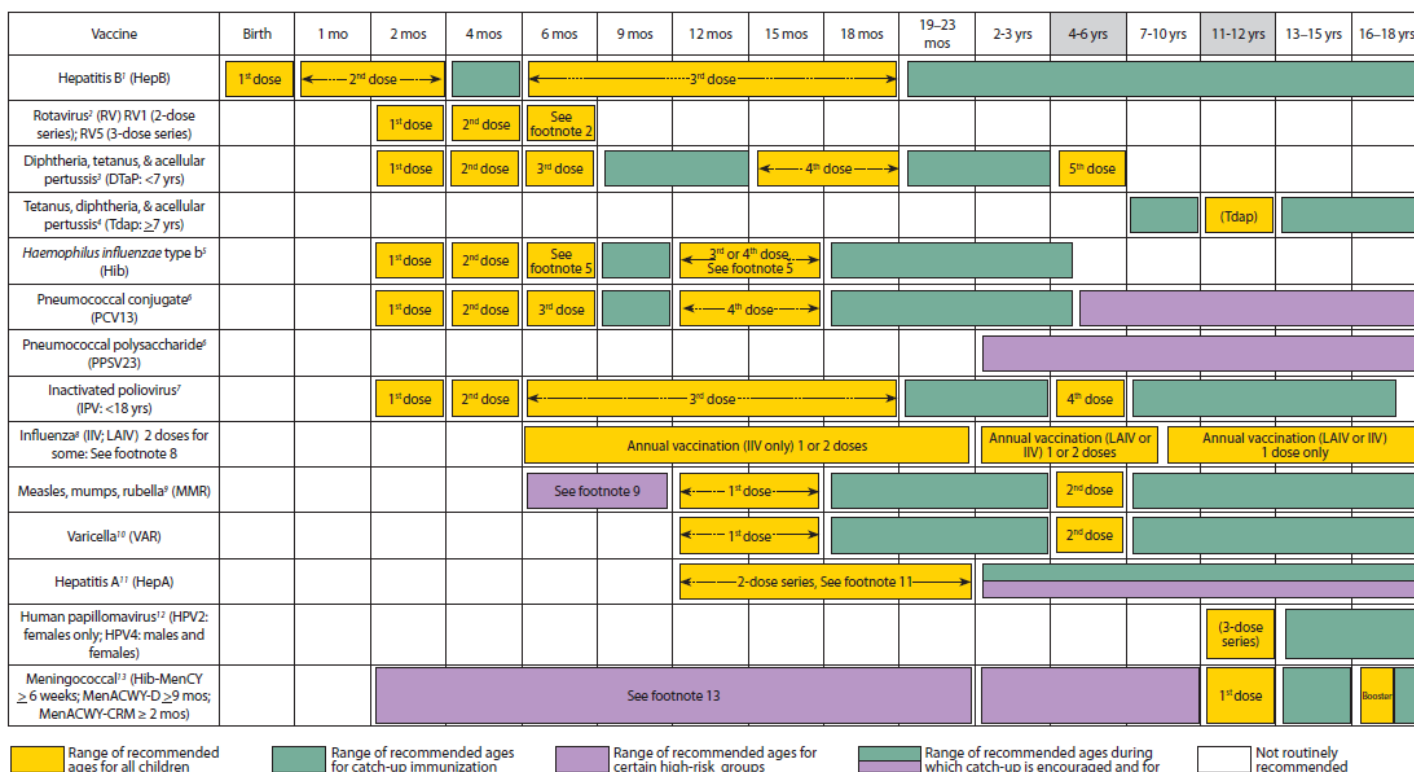 Vaccine Birth 1 mo 2 mos 4 mos 6 mos 9 mos 12 mos 15 mos 18 mos 19–23 mos 2-3 yrs 4-6 yrs 7-10 yrs 11-12 yrs 13–15 yrs 16–18 yrs
Hepatitis B¹ (HepB) 1st dose 2nd dose 3rd dose
Rotavirus² (RV) RV1 (2-dose
series); RV5 (3-dose series)
1st dose 2nd dose See
footnote 2
Diphtheria, tetanus, & acellular
pertussis³ (DTaP: <7 yrs)
1st dose 2nd dose 3rd dose 4th dose 5th dose
Tetanus, diphtheria, & acellular
pertussis⁴ (Tdap: ≥7 yrs)
(Tdap)
Haemophilus influenzae type b⁵
(Hib)
1st dose 2nd dose See
footnote 5
3rd or 4th dose
See footnote 5
Pneumococcal conjugate⁶
(PCV13)
1st dose 2nd dose 3rd dose 4th dose
Pneumococcal polysaccharide⁶
(PPSV23)
Inactivated poliovirus⁷
(IPV: <18 yrs)
1st dose 2nd dose 3rd dose 4th dose
Influenza⁸ (IIV; LAIV) 2 doses for
some: See footnote 8
Annual vaccination (IIV only) 1 or 2 doses
Annual vaccination (LAIV or
IIV) 1 or 2 doses
Annual vaccination (LAIV or IIV)
1 dose only
Measles, mumps, rubella⁹ (MMR) See footnote 9 1st dose 2nd dose
Varicella¹⁰ (VAR) 1st dose 2nd dose
Hepatitis A¹¹ (HepA) 2-dose series, See footnote 11
Human papillomavirus¹² (HPV2:
females only; HPV4: males and
females)
(3-dose
series)
Meningococcal¹³ (Hib-MenCY
≥ 6 weeks; MenACWY-D ≥9 mos;
MenACWY-CRM ≥ 2 mos)
See footnote 13 1st dose Booster
Range of recommended
ages for all children
Range of recommended ages
for catch-up immunization
Range of recommended ages for
certain high-risk groups
Range of recommended ages during
which catch-up is encouraged and for
Not routinely
recommended